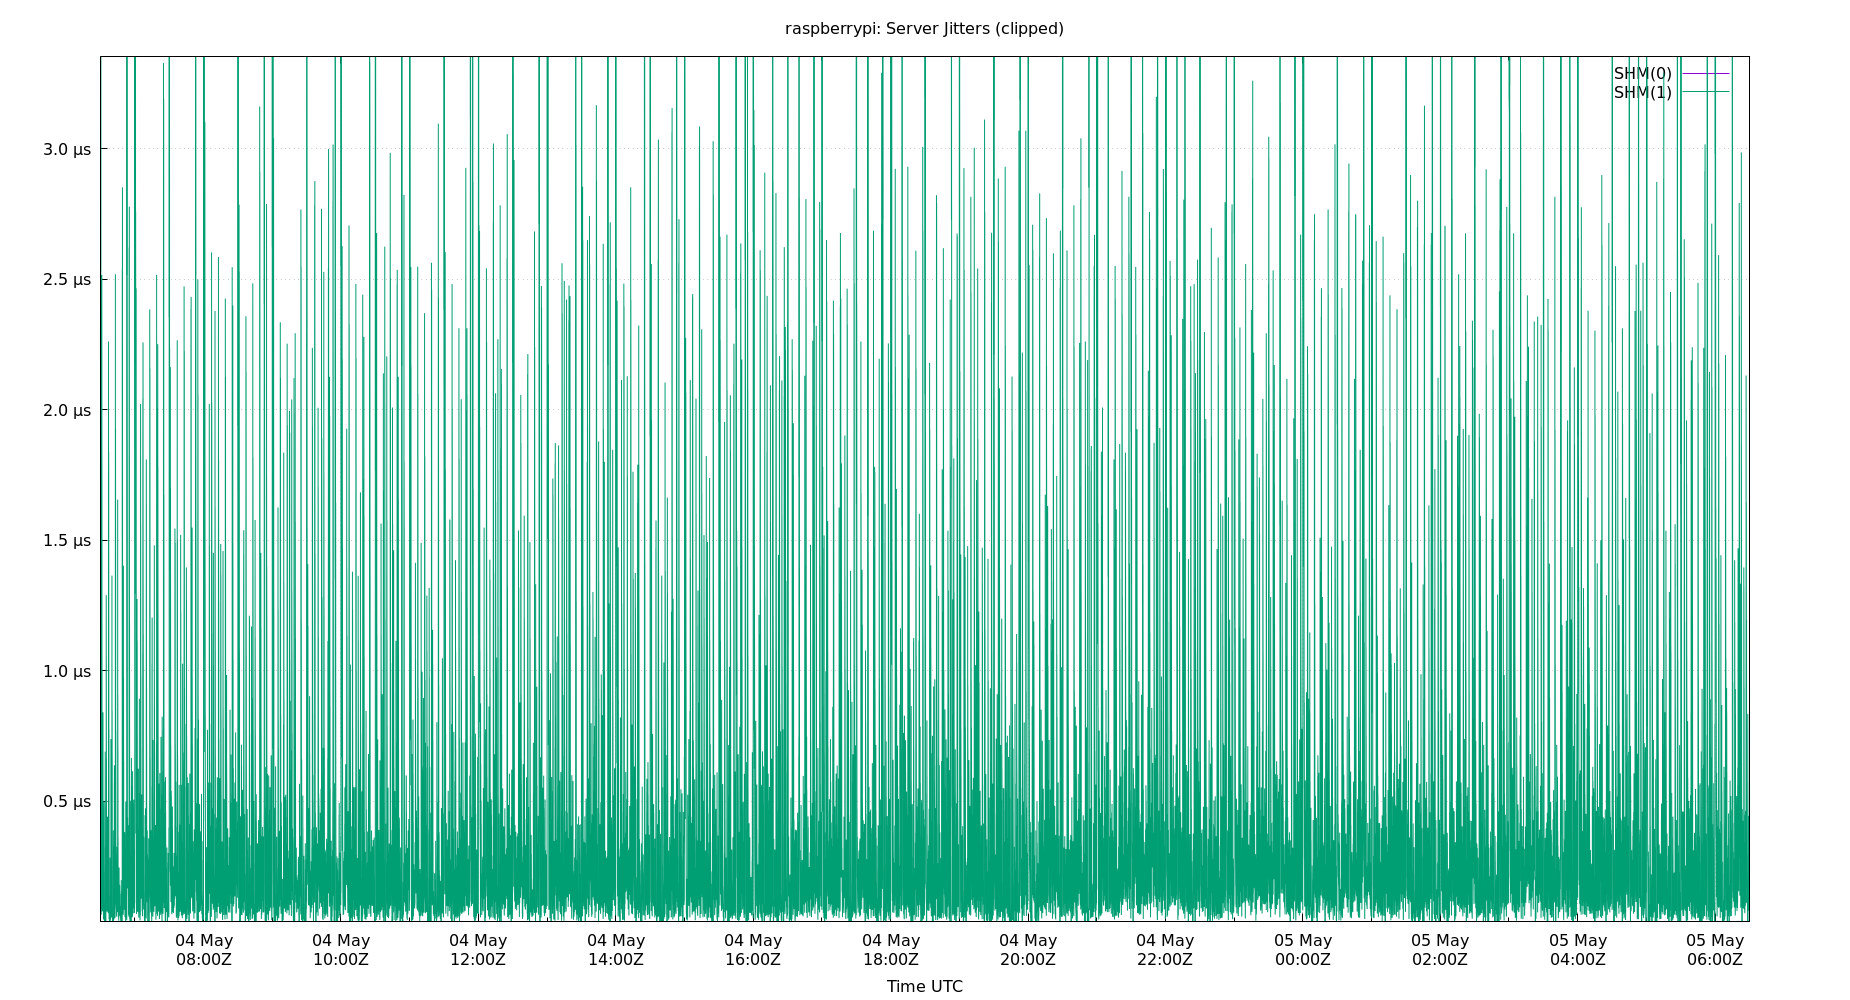 raspberrypi: Server Jitters (clipped)
SHM(0)
SHM(1)
3.0 µs
2.5 µs
2.0 µs
1.5 µs
1.0 µs
0.5 µs
04 May 04 May 04 May 04 May 04 May 04 May 04 May 04 May 05 May 05 May 05 May 05 May
08:00Z 10:00Z 12:00Z 14:00Z 16:00Z 18:00Z 20:00Z 22:00Z 00:00Z 02:00Z 04:00Z 06:00Z
Time UTC